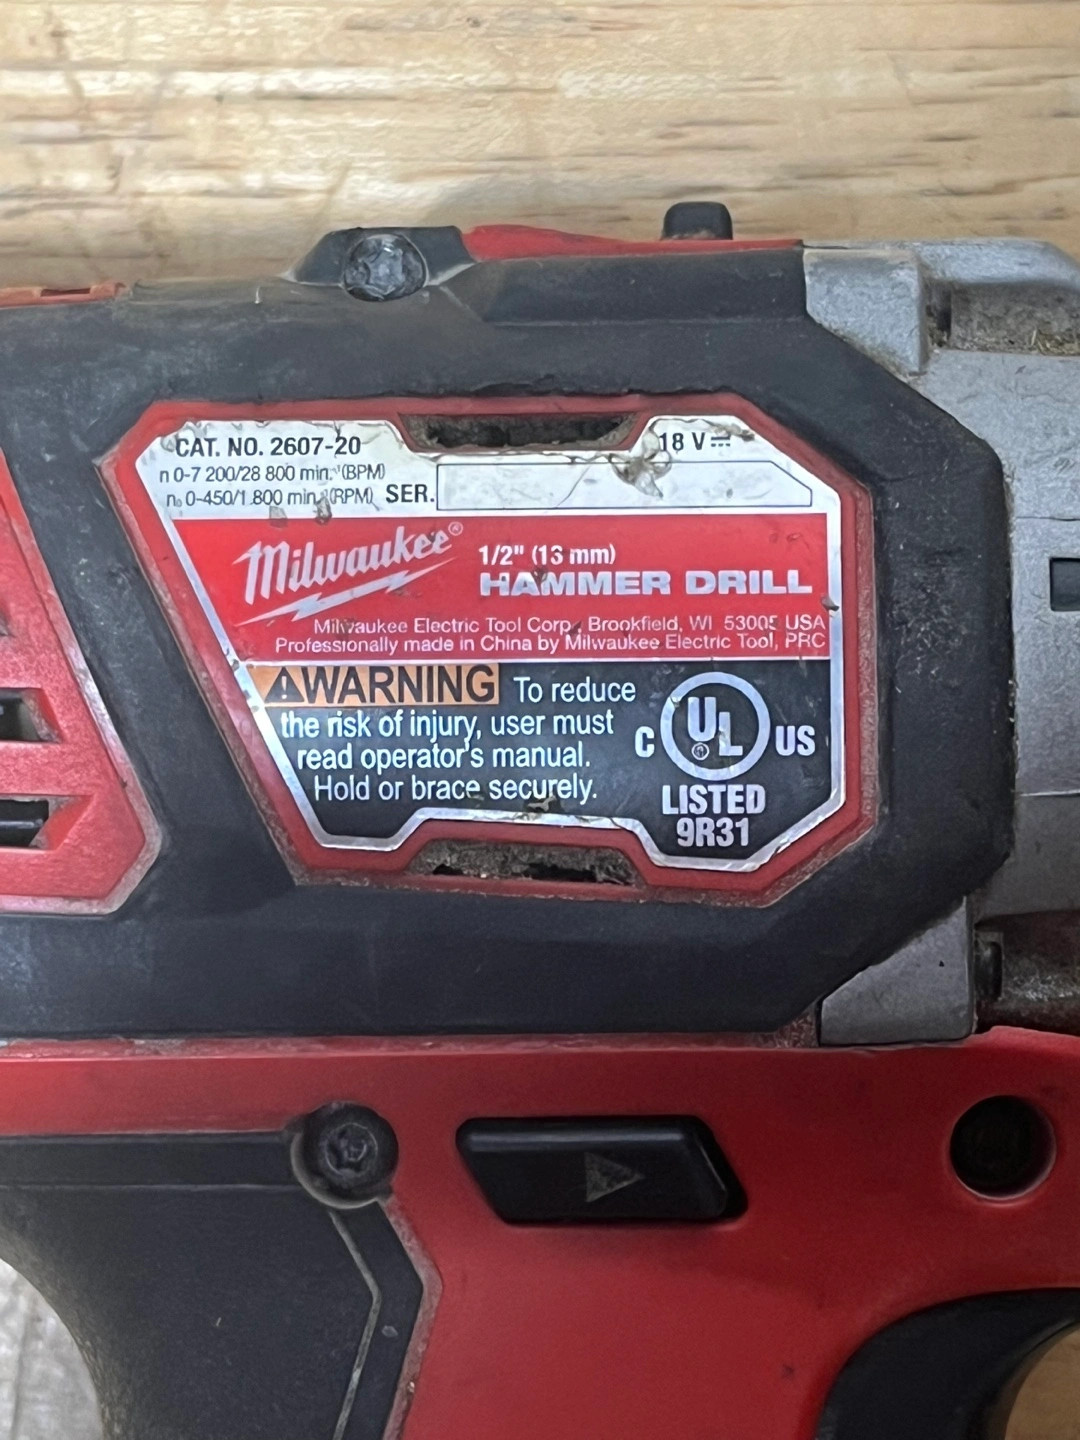 CAT. NO. 2607-20
18 V
n 0-7 200/28 800 min.⁻¹(BPM)
n₀ 0-450/1 800 min.⁻¹(RPM) SER.
Milwaukee®
1/2" (13 mm)
HAMMER DRILL
Milwaukee Electric Tool Corp., Brookfield, WI 53005 USA
Professionally made in China by Milwaukee Electric Tool, PRC
WARNING To reduce
the risk of injury, user must
read operator's manual.
Hold or brace securely.
C UL® US
LISTED
9R31